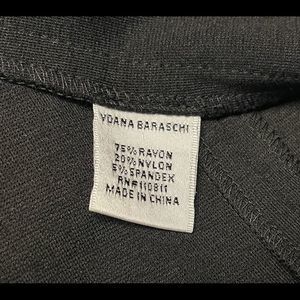 YOANA BARASCHI
75% RAYON
20% NYLON
5% SPANDEX
RN#110811
MADE IN CHINA